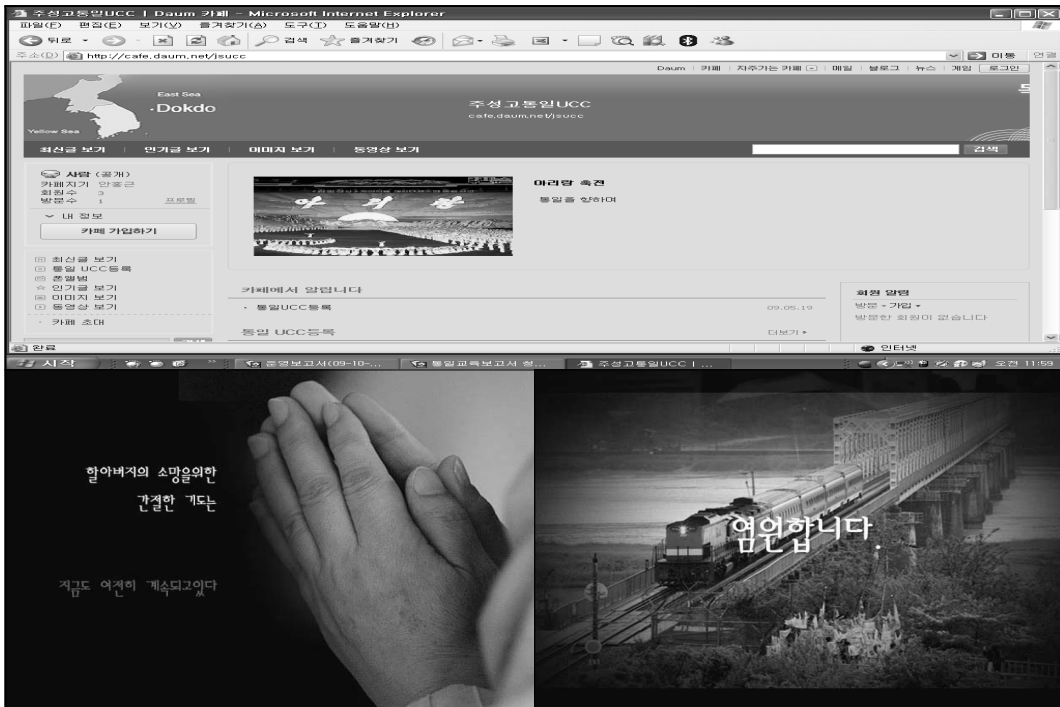 주성고통일UCC | Daum 카페 - Microsoft Internet Explorer
파일(F) 편집(E) 보기(V) 즐겨찾기(A) 도구(T) 도움말(H)
뒤로 검색 즐겨찾기
주소(D) http://cafe.daum.net/jsucc 이동 연결
Daum 카페 자주가는 카페 메일 블로그 뉴스 게임 로그인
East Sea
Dokdo
Yellow Sea
주성고통일UCC
cafe.daum.net/jsucc
최신글 보기 | 인기글 보기 | 이미지 보기 | 동영상 보기 검색
사람 (공개)
카페지기 안홍근
회원수 3
방문수 1 프로필
내 정보
카페 가입하기
아리랑
아리랑 축전
통일을 향하여
최신글 보기
통일 UCC등록
폰앨범
인기글 보기
이미지 보기
동영상 보기
카페 초대
카페에서 알립니다
통일UCC등록 09.05.19
통일 UCC등록 더보기
회원 알림
방문 가입
방문한 회원이 없습니다
완료 인터넷
시작 운영보고서(09-10-... 통일교육보고서 청... 주성고통일UCC | ... 오전 11:59
할아버지의 소망을위한
간절한 기도는
지금도 여전히 계속되고있다
염원합니다.